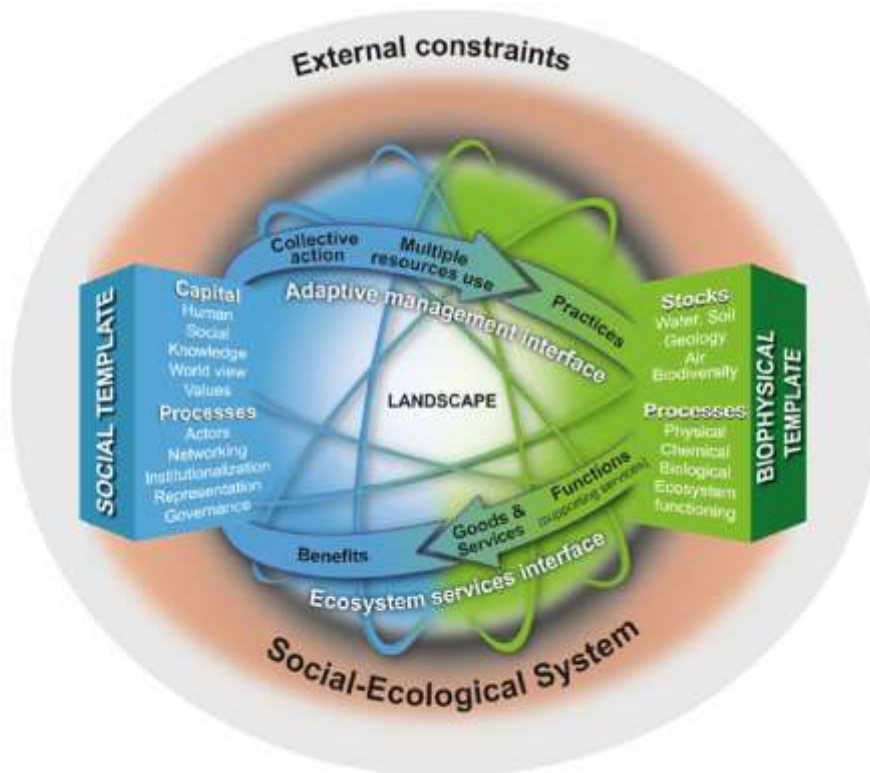 External constraints
Collective
action
Multiple
resources use
Practices
Adaptive management interface
SOCIAL TEMPLATE
Capital
Human
Social
Knowledge
World view
Values
Processes
Actors
Networking
Institutionalization
Representation
Governance
LANDSCAPE
Stocks
Water, Soil
Geology
Air
Biodiversity
Processes
Physical
Chemical
Biological
Ecosystem
functioning
BIOPHYSICAL
TEMPLATE
Functions
(supporting services)
Goods &
Services
Benefits
Ecosystem services interface
Social-Ecological System